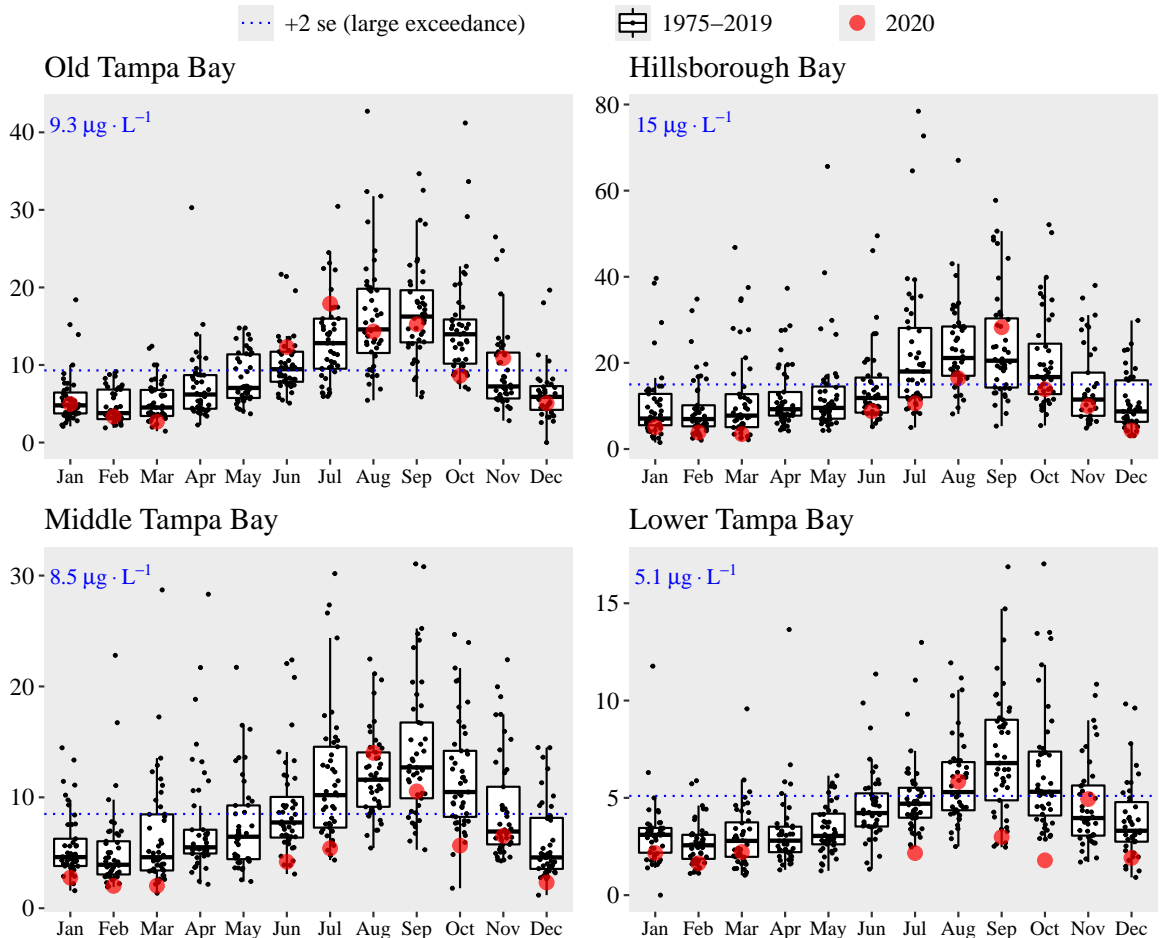 +2 se (large exceedance) 1975–2019 2020
Old Tampa Bay
9.3 µg · L⁻¹
40
30
20
10
0
Jan Feb Mar Apr May Jun Jul Aug Sep Oct Nov Dec
Hillsborough Bay
15 µg · L⁻¹
80
60
40
20
0
Jan Feb Mar Apr May Jun Jul Aug Sep Oct Nov Dec
Middle Tampa Bay
8.5 µg · L⁻¹
30
20
10
0
Jan Feb Mar Apr May Jun Jul Aug Sep Oct Nov Dec
Lower Tampa Bay
5.1 µg · L⁻¹
15
10
5
0
Jan Feb Mar Apr May Jun Jul Aug Sep Oct Nov Dec